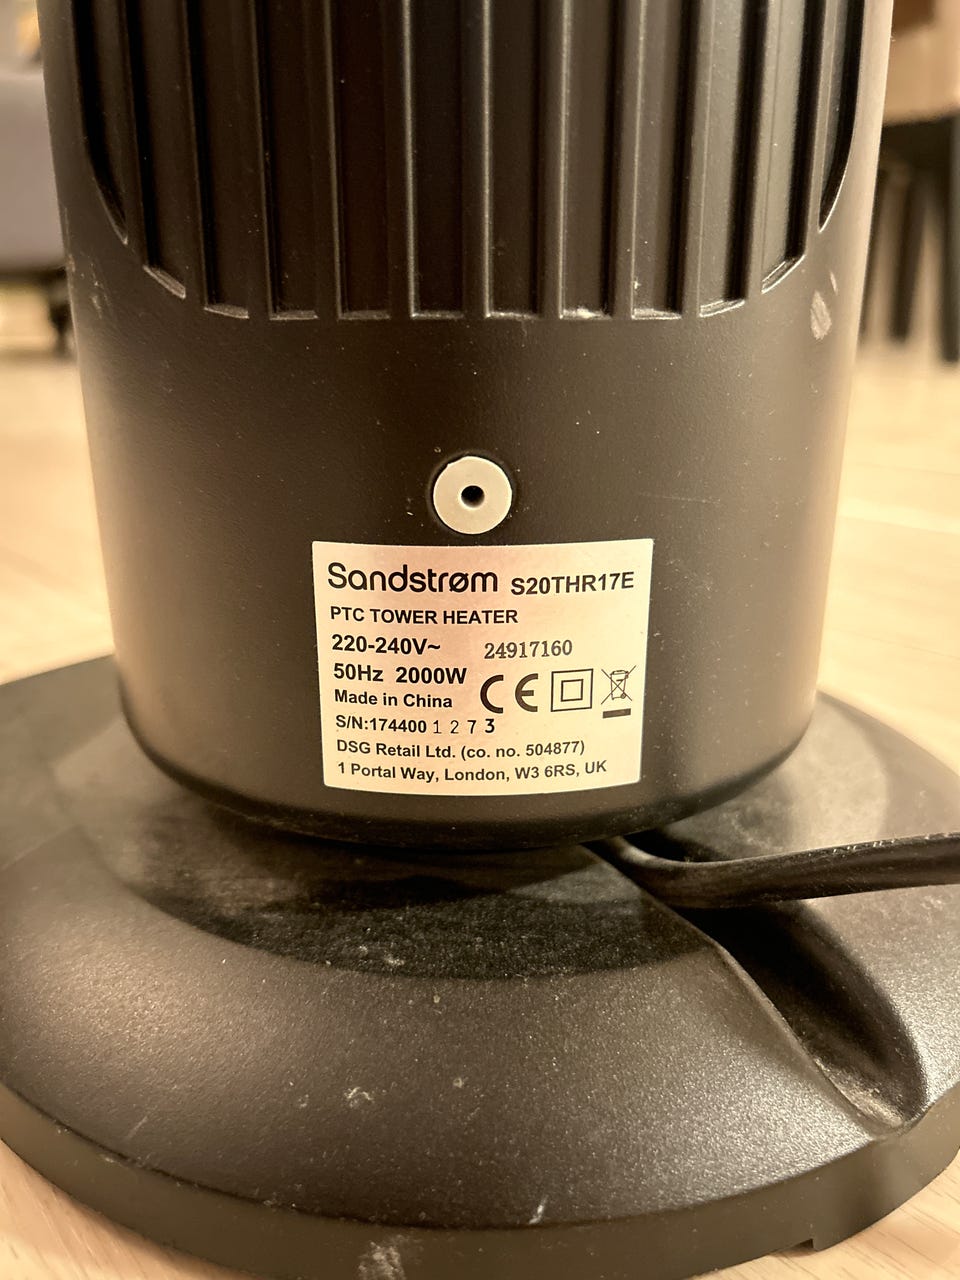 Sandstrøm S20THR17E
PTC TOWER HEATER
220-240V~ 24917160
50Hz 2000W
Made in China CE
S/N:174400 1 2 7 3
DSG Retail Ltd. (co. no. 504877)
1 Portal Way, London, W3 6RS, UK